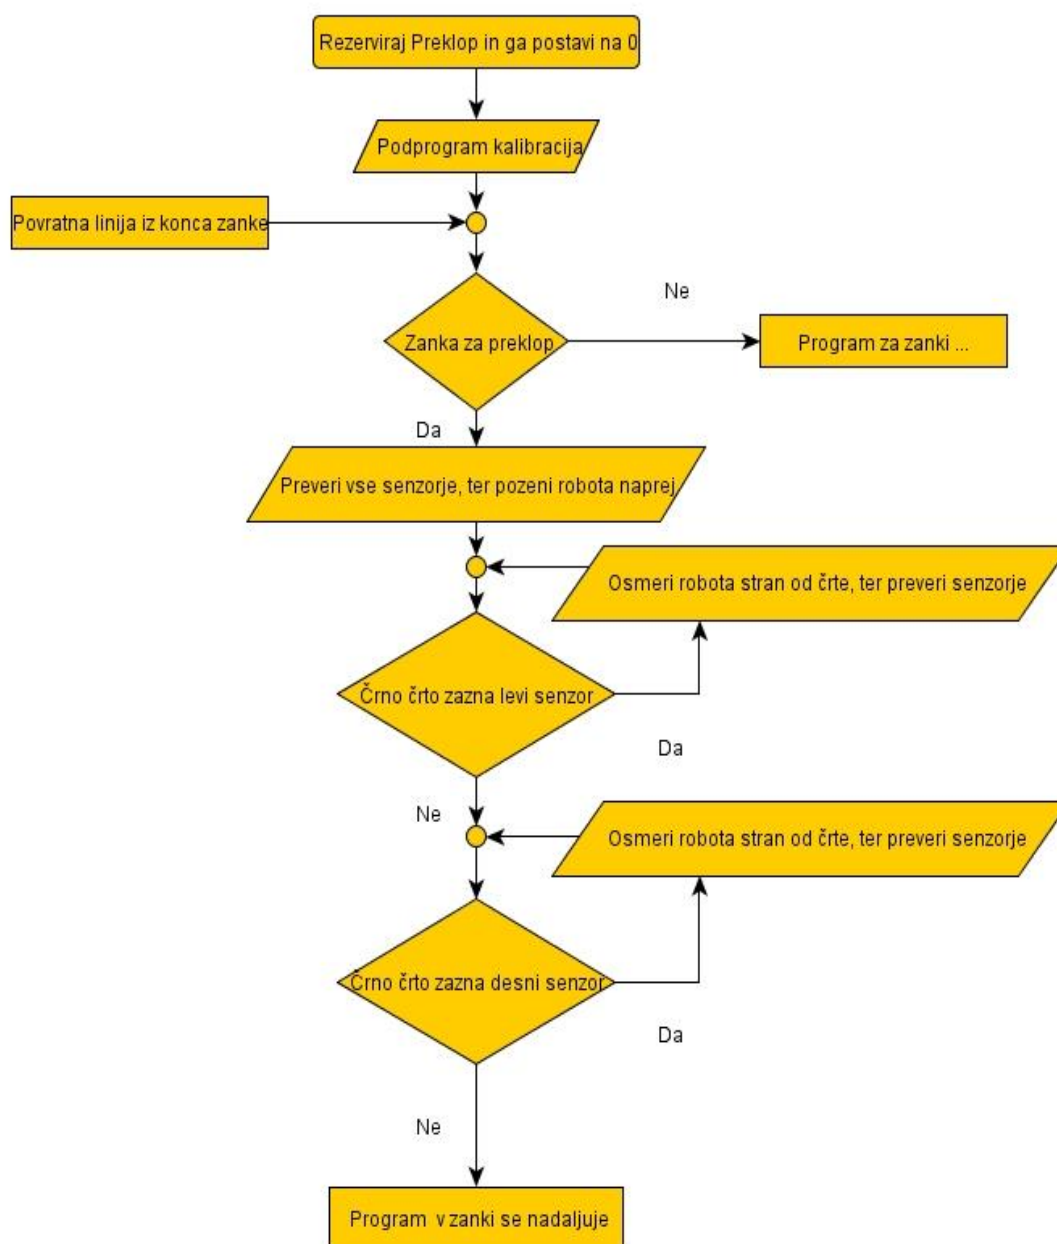 Rezerviraj Preklop in ga postavi na 0
Podprogram kalibracija
Povratna linija iz konca zanke
Zanka za preklop
Ne
Program za zanki ...
Da
Preveri vse senzorje, ter pozeni robota naprej
Osmeri robota stran od črte, ter preveri senzorje
Črno črto zazna levi senzor
Da
Ne
Osmeri robota stran od črte, ter preveri senzorje
Črno črto zazna desni senzor
Da
Ne
Program v zanki se nadaljuje